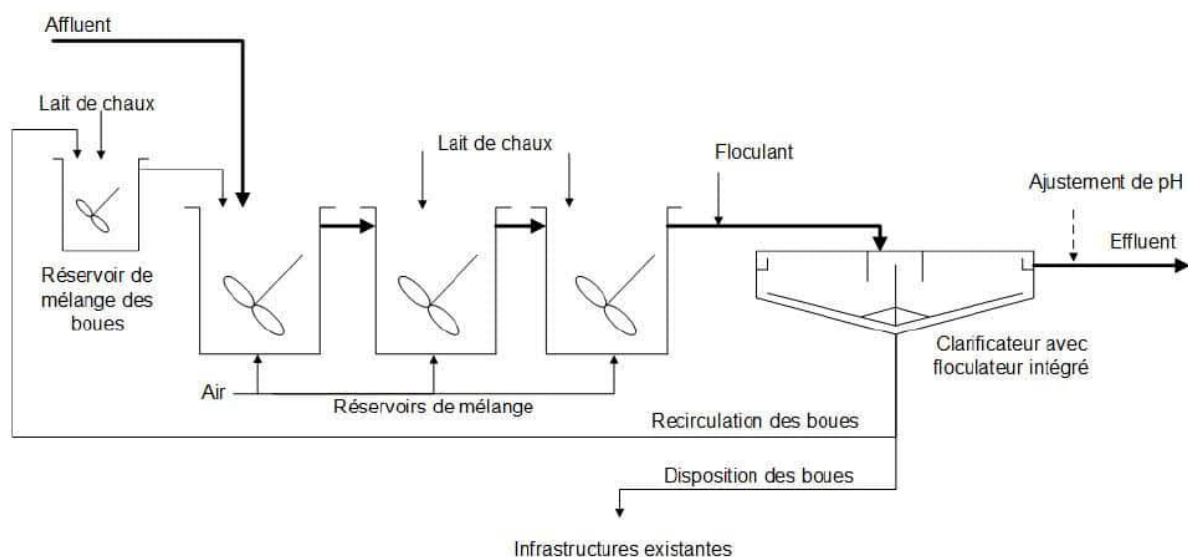 Affluent
Lait de chaux
Lait de chaux
Floculant
Ajustement de pH
Effluent
Réservoir de
mélange des
boues
Clarificateur avec
floculateur intégré
Air
Réservoirs de mélange
Recirculation des boues
Disposition des boues
Infrastructures existantes